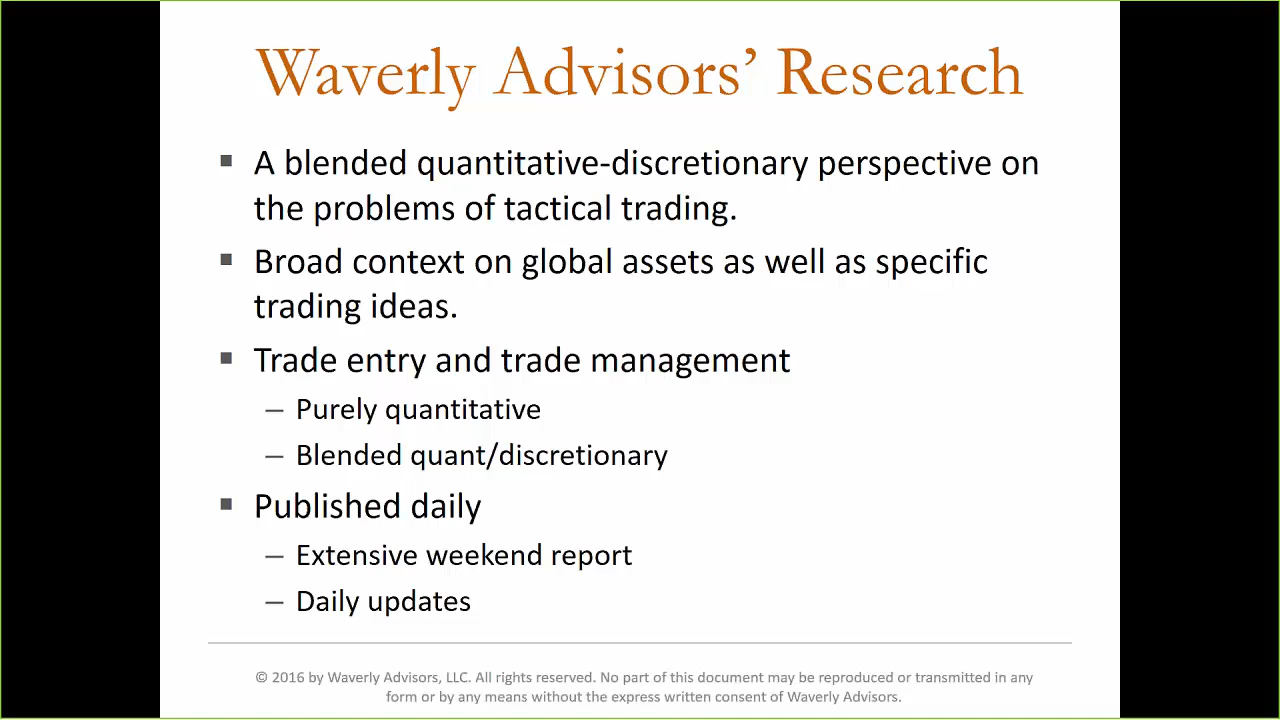 Waverly Advisors’ Research
▪ A blended quantitative-discretionary perspective on
the problems of tactical trading.
▪ Broad context on global assets as well as specific
trading ideas.
▪ Trade entry and trade management
– Purely quantitative
– Blended quant/discretionary
▪ Published daily
– Extensive weekend report
– Daily updates
© 2016 by Waverly Advisors, LLC. All rights reserved. No part of this document may be reproduced or transmitted in any
form or by any means without the express written consent of Waverly Advisors.